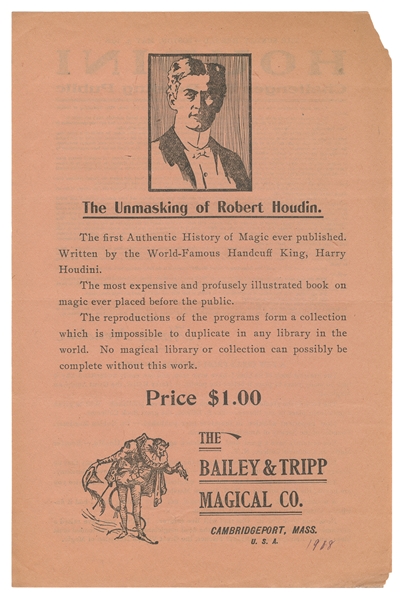 The Unmasking of Robert Houdin.
The first Authentic History of Magic ever published.
Written by the World-Famous Handcuff King, Harry
Houdini.
The most expensive and profusely illustrated book on
magic ever placed before the public.
The reproductions of the programs form a collection
which is impossible to duplicate in any library in the
world. No magical library or collection can possibly be
complete without this work.
Price $1.00
THE
BAILEY & TRIPP
MAGICAL CO.
CAMBRIDGEPORT, MASS.
U. S. A.